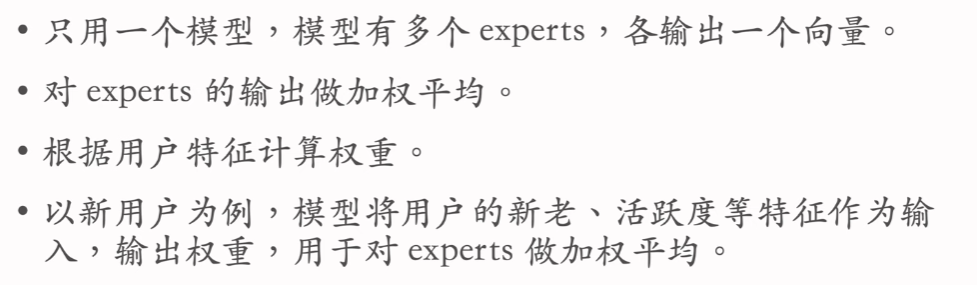 • 只用一个模型，模型有多个 experts，各输出一个向量。
• 对 experts 的输出做加权平均。
• 根据用户特征计算权重。
• 以新用户为例，模型将用户的新老、活跃度等特征作为输
入，输出权重，用于对 experts 做加权平均。